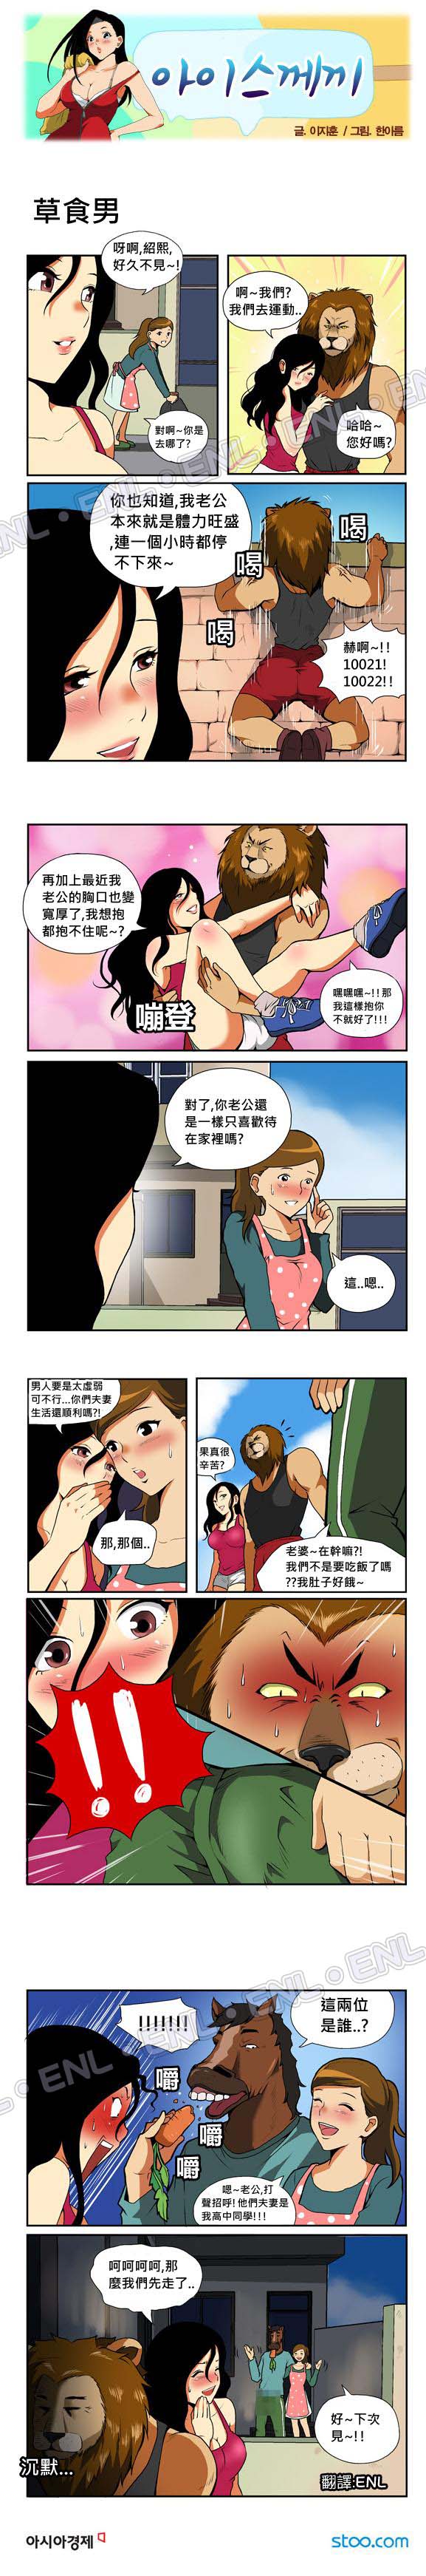 아이스께끼
글. 이지훈 / 그림. 한아름
草食男
呀啊,紹熙,
好久不見~!
對啊~你是
去哪了?
啊~我們?
我們去運動..
哈哈~
您好嗎?
ENL • ENL • ENL • ENL • ENL
你也知道,我老公
本來就是體力旺盛
,連一個小時都停
不下來~
喝
喝
喝
赫啊~!!
10021!
10022!!
再加上最近我
老公的胸口也變
寬厚了,我想抱
都抱不住呢~?
嘿嘿嘿~!!那
我這樣抱你
不就好了!!!
嘣登
對了,你老公還
是一樣只喜歡待
在家裡嗎?
這..嗯..
男人要是太虛弱
可不行...你們夫妻
生活還順利嗎?!
那,那個..
果真很
辛苦?
老婆~在幹嘛?!
我們不是要吃飯了嗎
??我肚子好餓~
!!
ENL • ENL • ENL • ENL • ENL
!!!!!!!
這兩位
是誰..?
嚼
嚼
嚼
嗯~老公,打
聲招呼! 他們夫妻是
我高中同學!!!
呵呵呵呵,那
麼我們先走了..
好~下次
見~!!
沉默...
翻譯:ENL
아시아경제
stoo.com